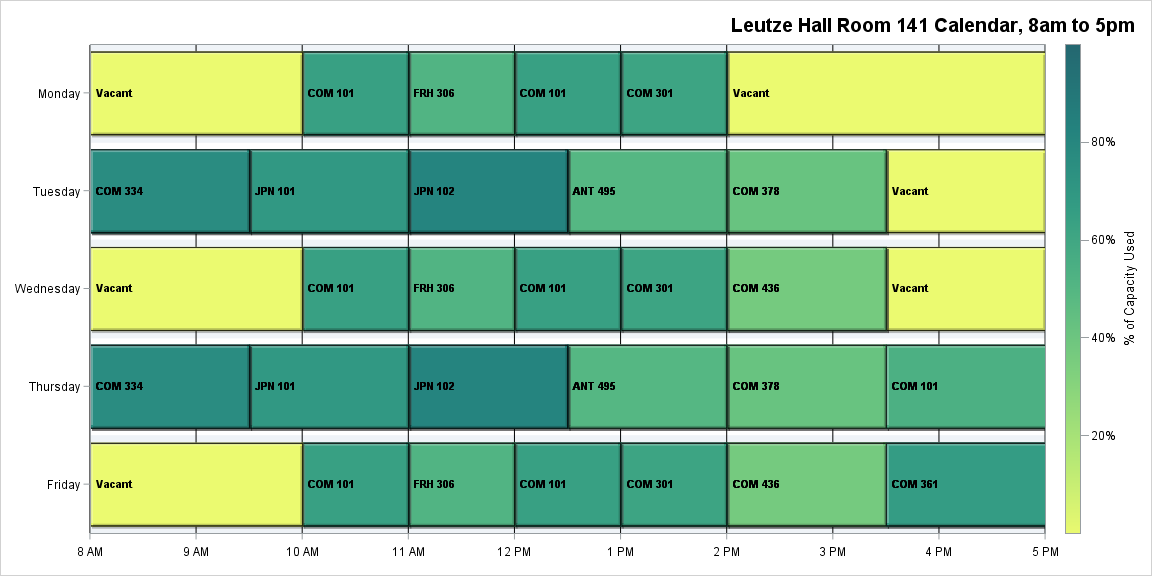 Leutze Hall Room 141 Calendar, 8am to 5pm
Monday
Vacant
COM 101
FRH 306
COM 101
COM 301
Vacant
Tuesday
COM 334
JPN 101
JPN 102
ANT 495
COM 378
Vacant
Wednesday
Vacant
COM 101
FRH 306
COM 101
COM 301
COM 436
Vacant
Thursday
COM 334
JPN 101
JPN 102
ANT 495
COM 378
COM 101
Friday
Vacant
COM 101
FRH 306
COM 101
COM 301
COM 436
COM 361
8 AM
9 AM
10 AM
11 AM
12 PM
1 PM
2 PM
3 PM
4 PM
5 PM
80%
60%
40%
20%
% of Capacity Used